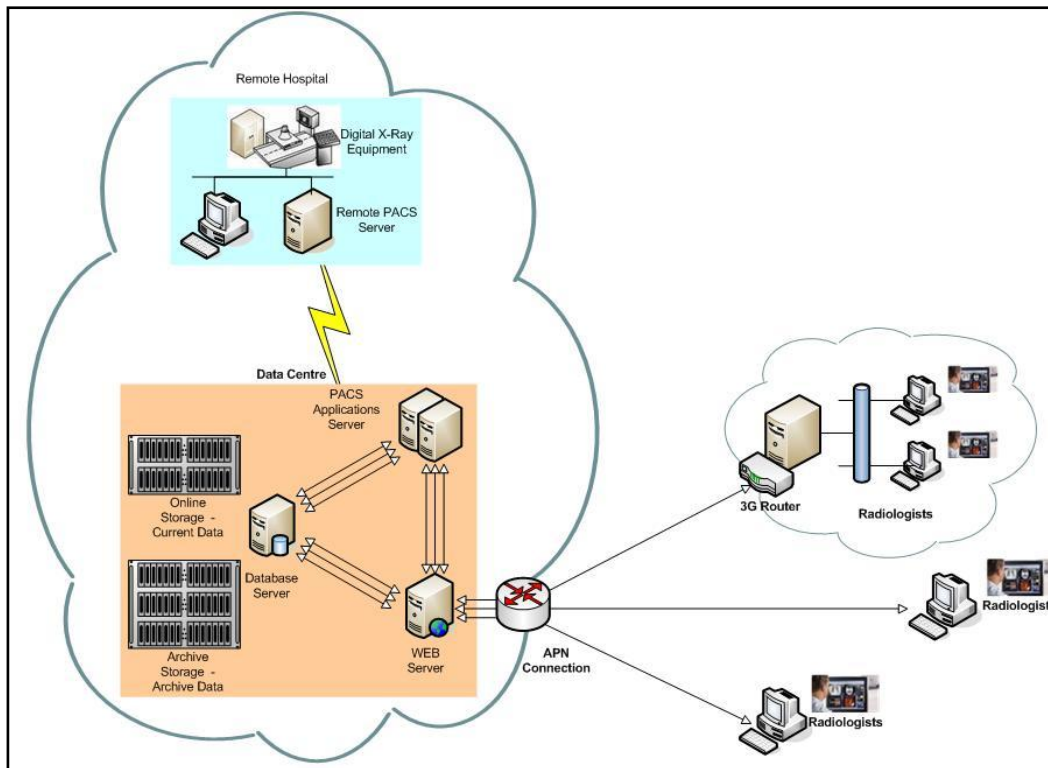 Remote Hospital
Digital X-Ray
Equipment
Remote PACS
Server
Data Centre
PACS
Applications
Server
Online
Storage -
Current Data
Database
Server
Archive
Storage -
Archive Data
WEB
Server
APN
Connection
3G Router
Radiologists
Radiologist
Radiologists